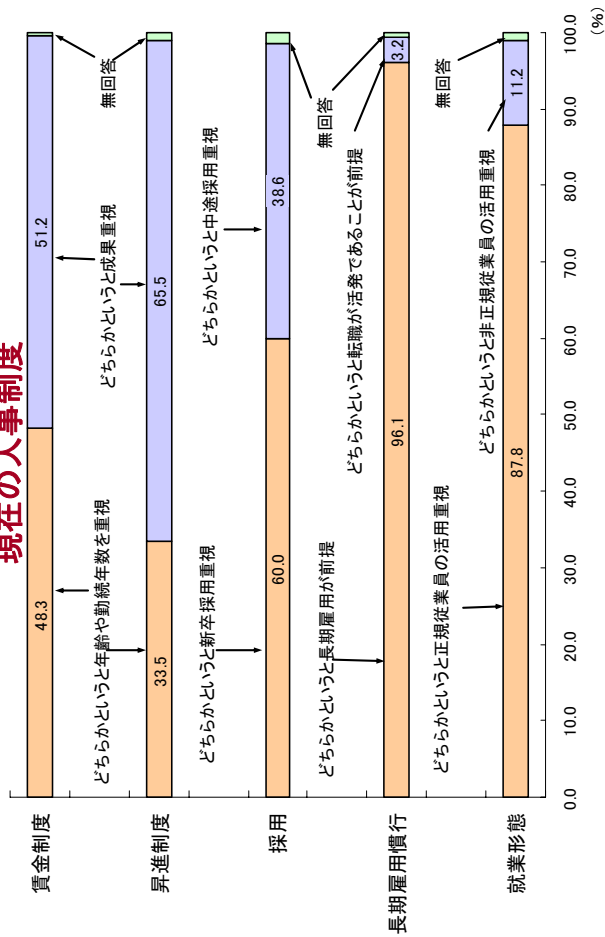 現在の人事制度
賃金制度
48.3
51.2
どちらかというと年齢や勤続年数を重視
どちらかというと成果重視
無回答
昇進制度
33.5
65.5
どちらかというと新卒採用重視
どちらかというと中途採用重視
採用
60.0
38.6
無回答
どちらかというと長期雇用が前提
どちらかというと転職が活発であることが前提
長期雇用慣行
96.1
3.2
どちらかというと正規従業員の活用重視
どちらかというと非正規従業員の活用重視
無回答
就業形態
87.8
11.2
0.0 10.0 20.0 30.0 40.0 50.0 60.0 70.0 80.0 90.0 100.0
(%)